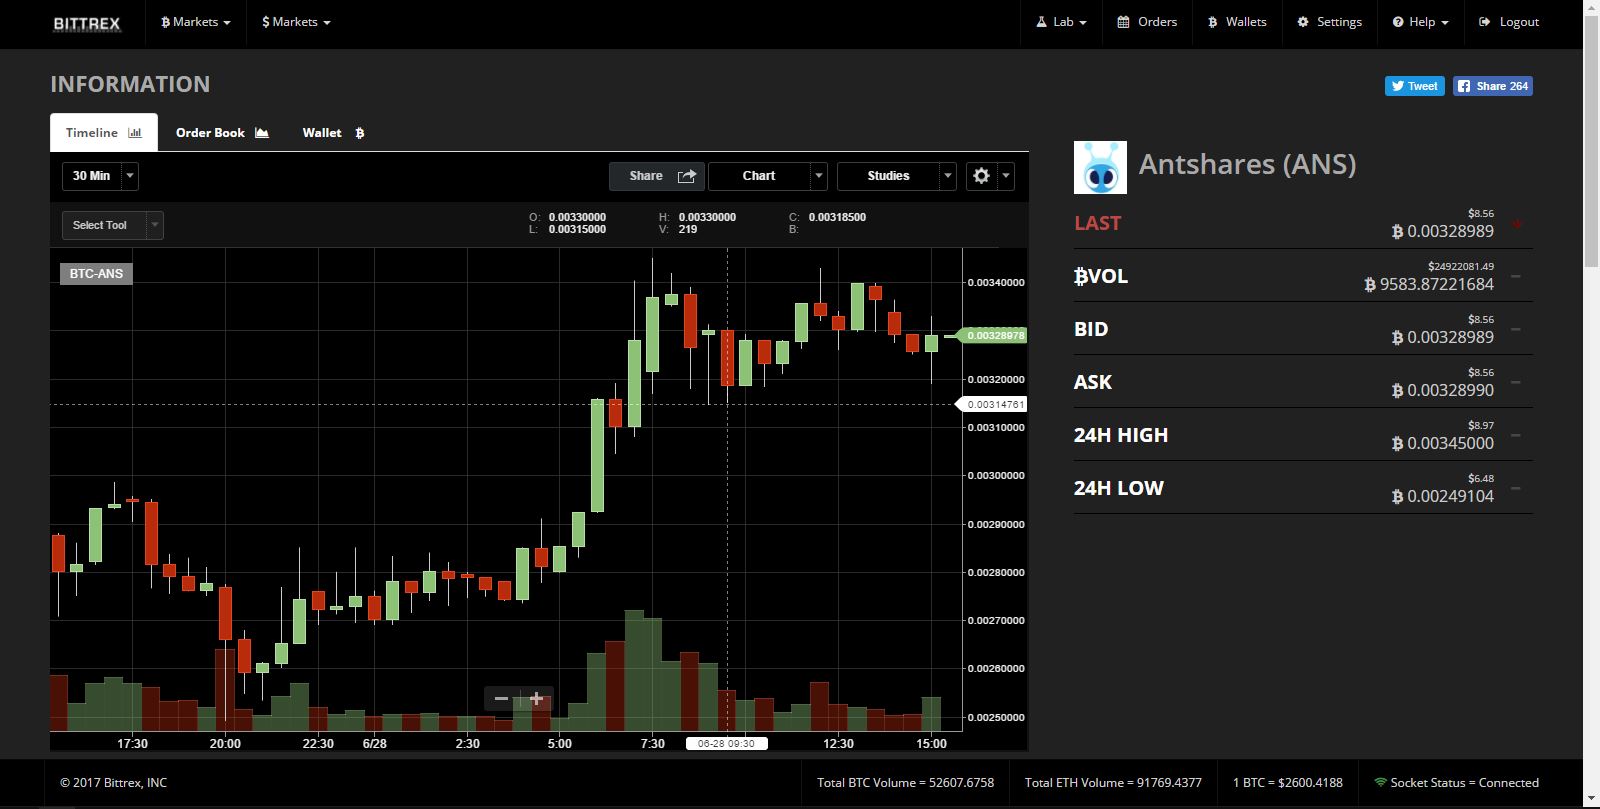 BITTREX
Markets
$ Markets
Lab
Orders
Wallets
Settings
Help
Logout
INFORMATION
Tweet
Share 264
Timeline
Order Book
Wallet
30 Min
Share
Chart
Studies
Select Tool
O: 0.00330000 H: 0.00330000 C: 0.00318500
L: 0.00315000 V: 219 B:
BTC-ANS
0.00340000
0.00328978
0.00320000
0.00314761
0.00310000
0.00300000
0.00290000
0.00280000
0.00270000
0.00260000
0.00250000
17:30 20:00 22:30 6/28 2:30 5:00 7:30 06-28 09:30 12:30 15:00
Antshares (ANS)
$8.56
LAST ₿ 0.00328989
$24922081.49
₿VOL ₿ 9583.87221684
$8.56
BID ₿ 0.00328989
$8.56
ASK ₿ 0.00328990
$8.97
24H HIGH ₿ 0.00345000
$6.48
24H LOW ₿ 0.00249104
© 2017 Bittrex, INC
Total BTC Volume = 52607.6758
Total ETH Volume = 91769.4377
1 BTC = $2600.4188
Socket Status = Connected